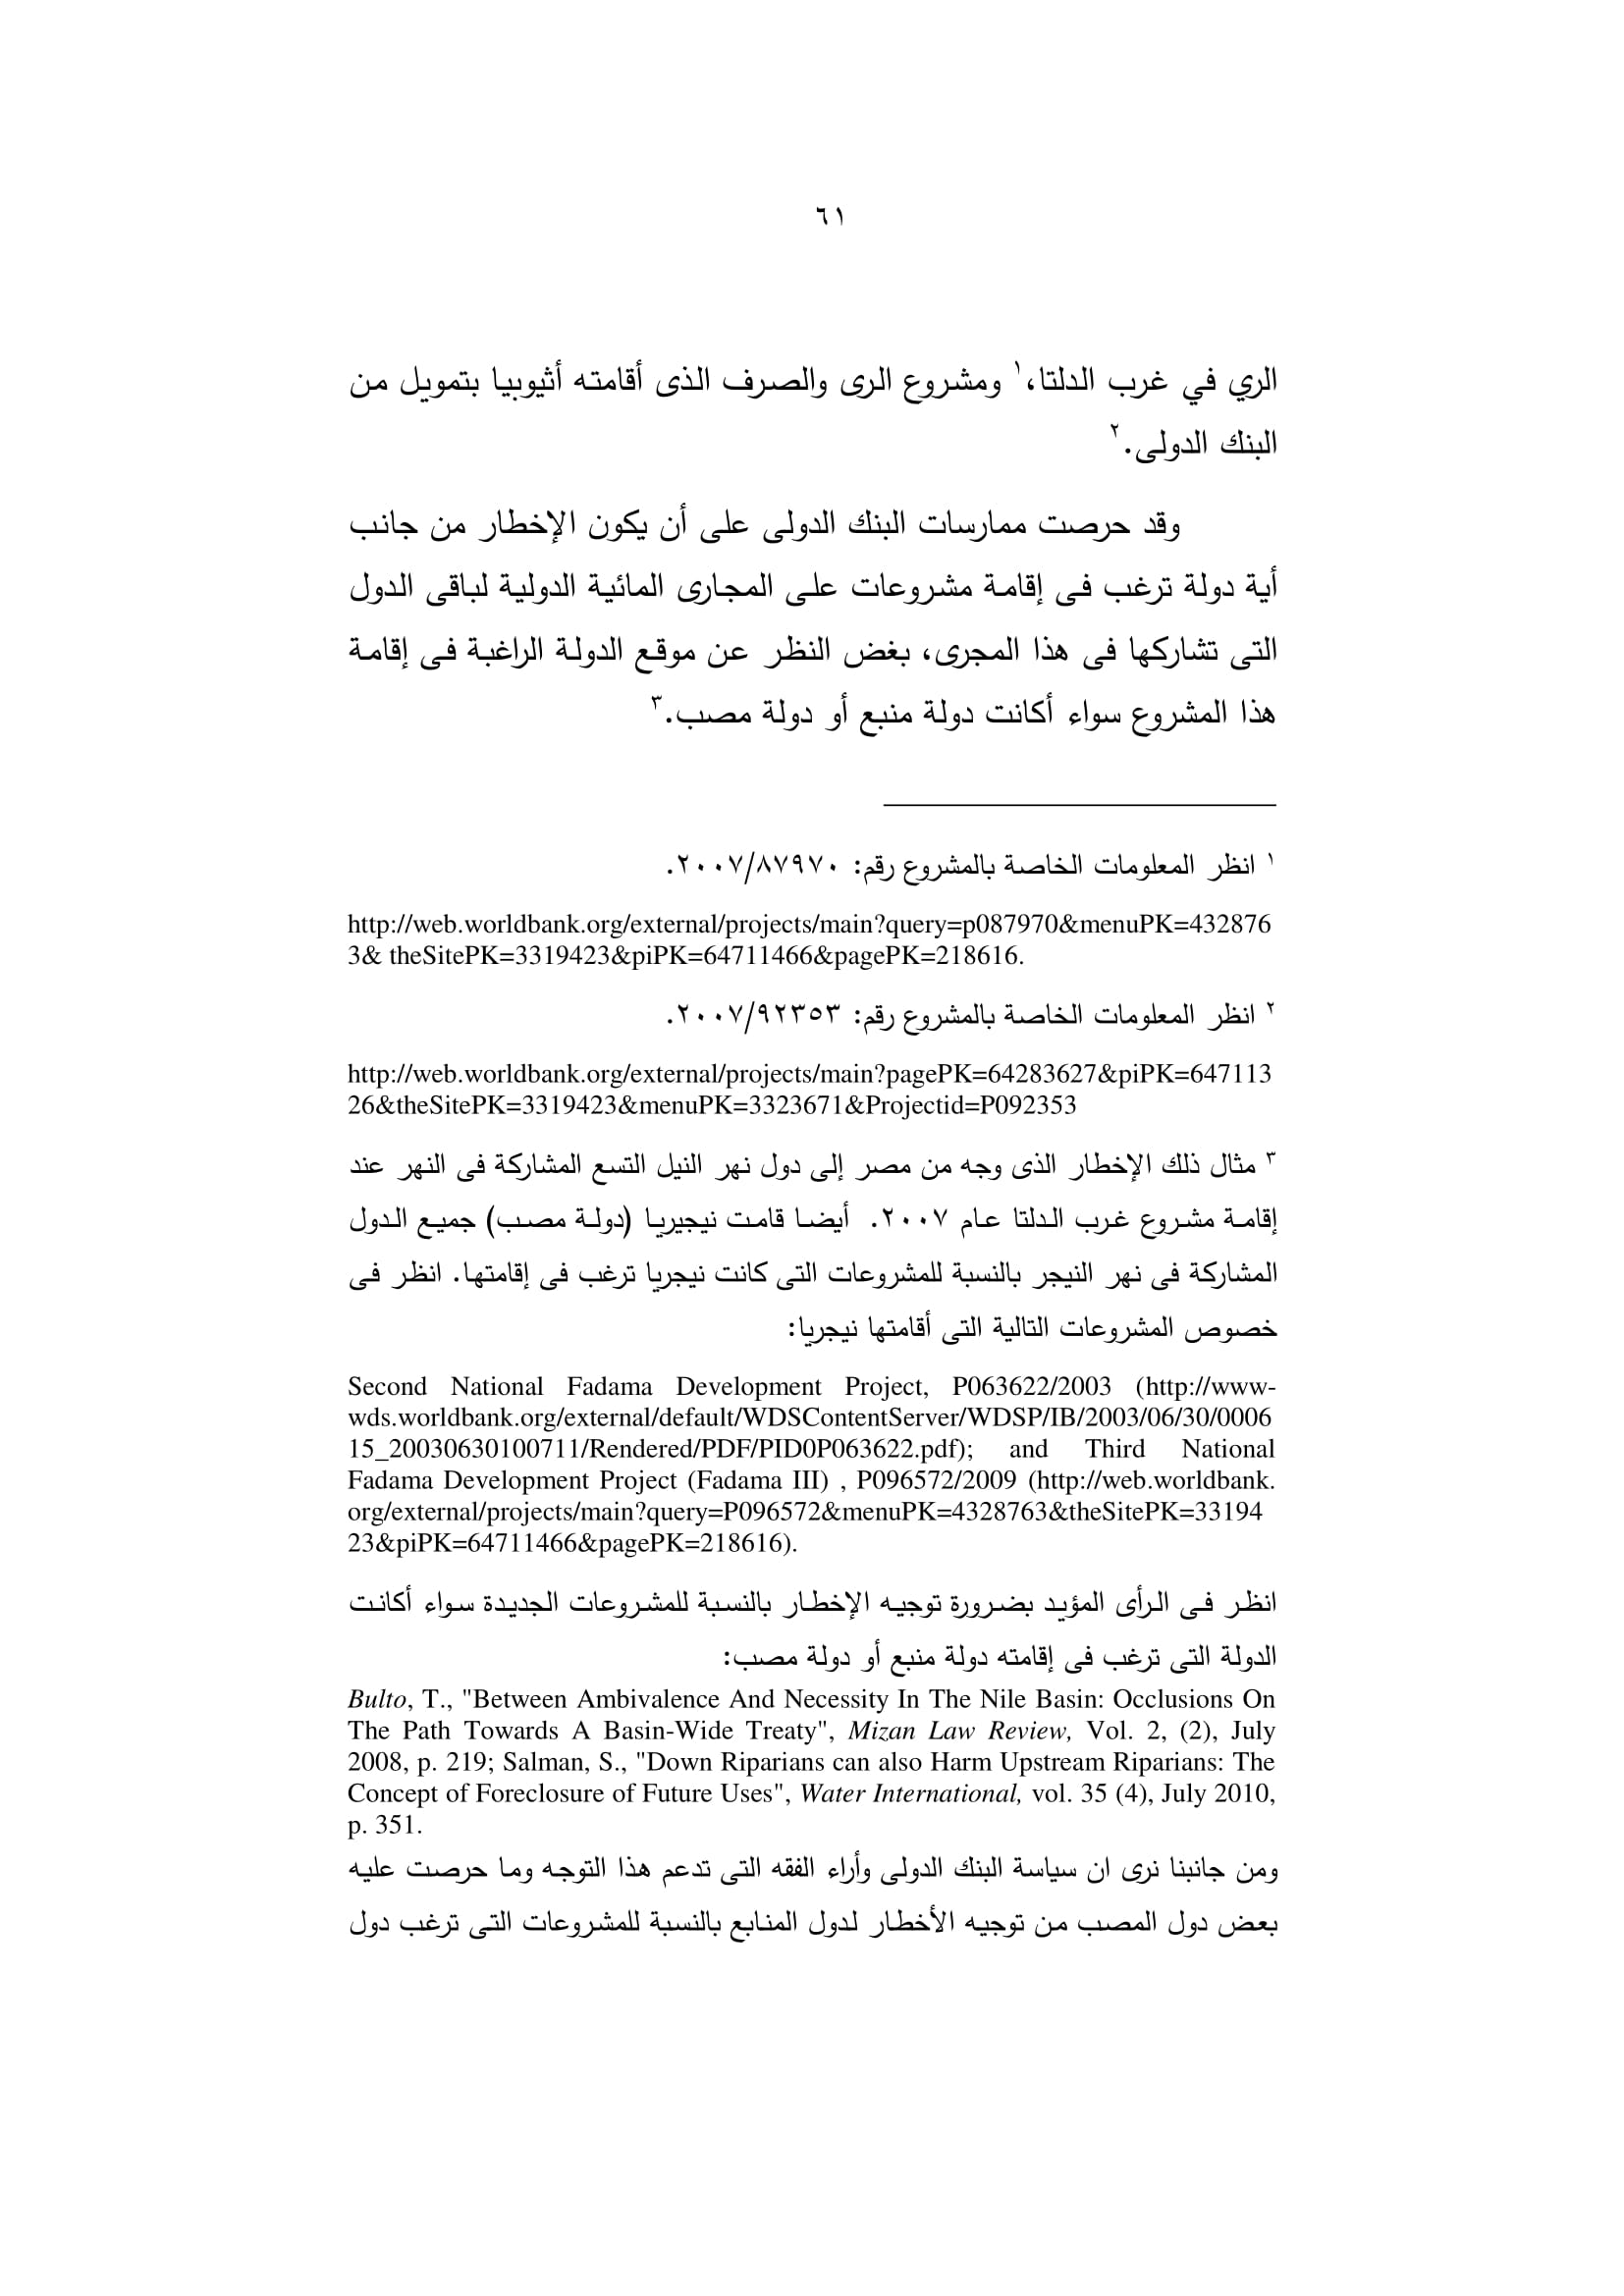 ٦١
الري في غرب الدلتا،١ ومشروع الرى والصرف الذى أقامته أثيوبيا بتمويل من
البنك الدولى.٢
وقد حرصت ممارسات البنك الدولى على أن يكون الإخطار من جانب
أية دولة ترغب فى إقامة مشروعات على المجارى المائية الدولية لباقى الدول
التى تشاركها فى هذا المجرى، بغض النظر عن موقع الدولة الراغبة فى إقامة
هذا المشروع سواء أكانت دولة منبع أو دولة مصب.٣
١ انظر المعلومات الخاصة بالمشروع رقم: ٢٠٠٧/٨٧٩٧٠.
http://web.worldbank.org/external/projects/main?query=p087970&menuPK=432876
3& theSitePK=3319423&piPK=64711466&pagePK=218616.
٢ انظر المعلومات الخاصة بالمشروع رقم: ٢٠٠٧/٩٢٣٥٣.
http://web.worldbank.org/external/projects/main?pagePK=64283627&piPK=647113
26&theSitePK=3319423&menuPK=3323671&Projectid=P092353
٣ مثال ذلك الإخطار الذى وجه من مصر إلى دول نهر النيل التسع المشاركة فى النهر عند
إقامة مشروع غرب الدلتا عام ٢٠٠٧. أيضا قامت نيجيريا (دولة مصب) جميع الدول
المشاركة فى نهر النيجر بالنسبة للمشروعات التى كانت نيجريا ترغب فى إقامتها. انظر فى
خصوص المشروعات التالية التى أقامتها نيجريا:
Second National Fadama Development Project, P063622/2003 (http://www-
wds.worldbank.org/external/default/WDSContentServer/WDSP/IB/2003/06/30/0006
15_20030630100711/Rendered/PDF/PID0P063622.pdf); and Third National
Fadama Development Project (Fadama III) , P096572/2009 (http://web.worldbank.
org/external/projects/main?query=P096572&menuPK=4328763&theSitePK=33194
23&piPK=64711466&pagePK=218616).
انظر فى الرأى المؤيد بضرورة توجيه الإخطار بالنسبة للمشروعات الجديدة سواء أكانت
الدولة التى ترغب فى إقامته دولة منبع أو دولة مصب:
Bulto, T., "Between Ambivalence And Necessity In The Nile Basin: Occlusions On
The Path Towards A Basin-Wide Treaty", Mizan Law Review, Vol. 2, (2), July
2008, p. 219; Salman, S., "Down Riparians can also Harm Upstream Riparians: The
Concept of Foreclosure of Future Uses", Water International, vol. 35 (4), July 2010,
p. 351.
ومن جانبنا نرى ان سياسة البنك الدولى وأراء الفقه التى تدعم هذا التوجه وما حرصت عليه
بعض دول المصب من توجيه الأخطار لدول المنابع بالنسبة للمشروعات التى ترغب دول